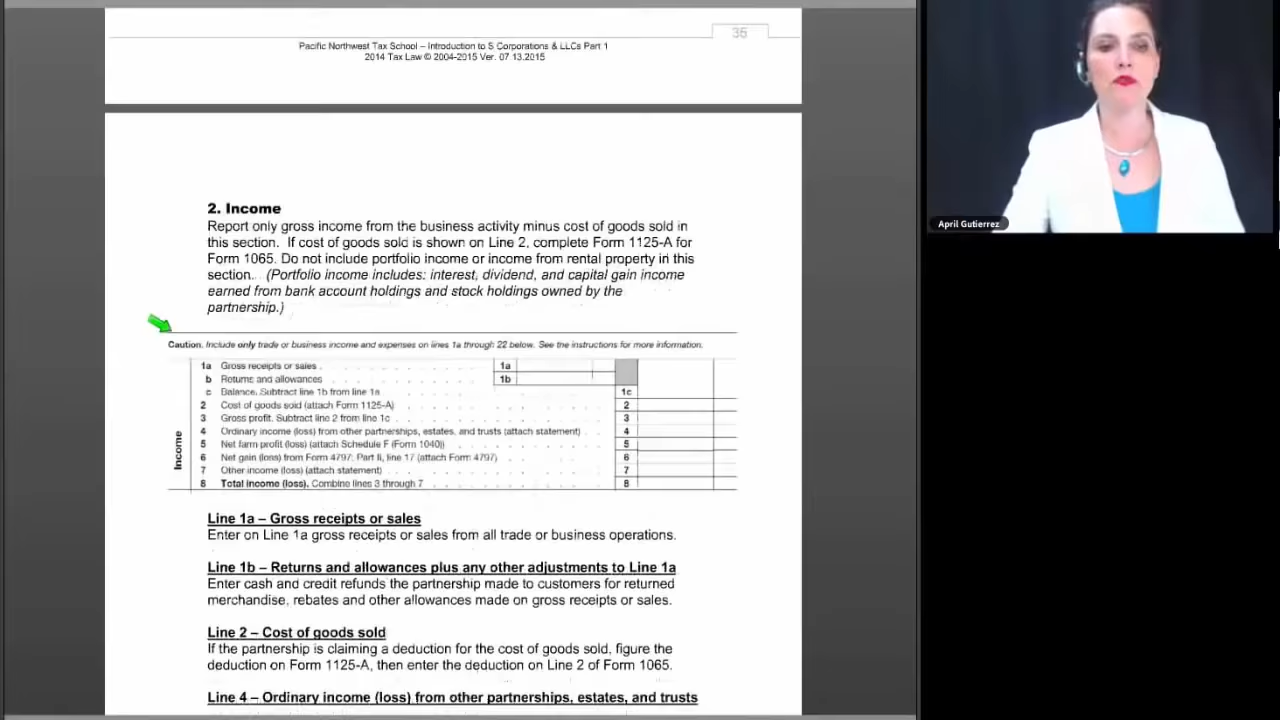 35
Pacific Northwest Tax School – Introduction to S Corporations & LLCs Part 1
2014 Tax Law © 2004-2015 Ver. 07 13.2015
April Gutierrez
2. Income
Report only gross income from the business activity minus cost of goods sold in
this section. If cost of goods sold is shown on Line 2, complete Form 1125-A for
Form 1065. Do not include portfolio income or income from rental property in this
section. (Portfolio income includes: interest, dividend, and capital gain income
earned from bank account holdings and stock holdings owned by the
partnership.)
Caution. Include only trade or business income and expenses on lines 1a through 22 below. See the instructions for more information.
Income
1a Gross receipts or sales 1a
b Returns and allowances 1b
c Balance. Subtract line 1b from line 1a 1c
2 Cost of goods sold (attach Form 1125-A) 2
3 Gross profit. Subtract line 2 from line 1c 3
4 Ordinary income (loss) from other partnerships, estates, and trusts (attach statement) 4
5 Net farm profit (loss) (attach Schedule F (Form 1040)) 5
6 Net gain (loss) from Form 4797, Part II, line 17 (attach Form 4797) 6
7 Other income (loss) (attach statement) 7
8 Total income (loss). Combine lines 3 through 7 8
Line 1a – Gross receipts or sales
Enter on Line 1a gross receipts or sales from all trade or business operations.
Line 1b – Returns and allowances plus any other adjustments to Line 1a
Enter cash and credit refunds the partnership made to customers for returned
merchandise, rebates and other allowances made on gross receipts or sales.
Line 2 – Cost of goods sold
If the partnership is claiming a deduction for the cost of goods sold, figure the
deduction on Form 1125-A, then enter the deduction on Line 2 of Form 1065.
Line 4 – Ordinary income (loss) from other partnerships, estates, and trusts